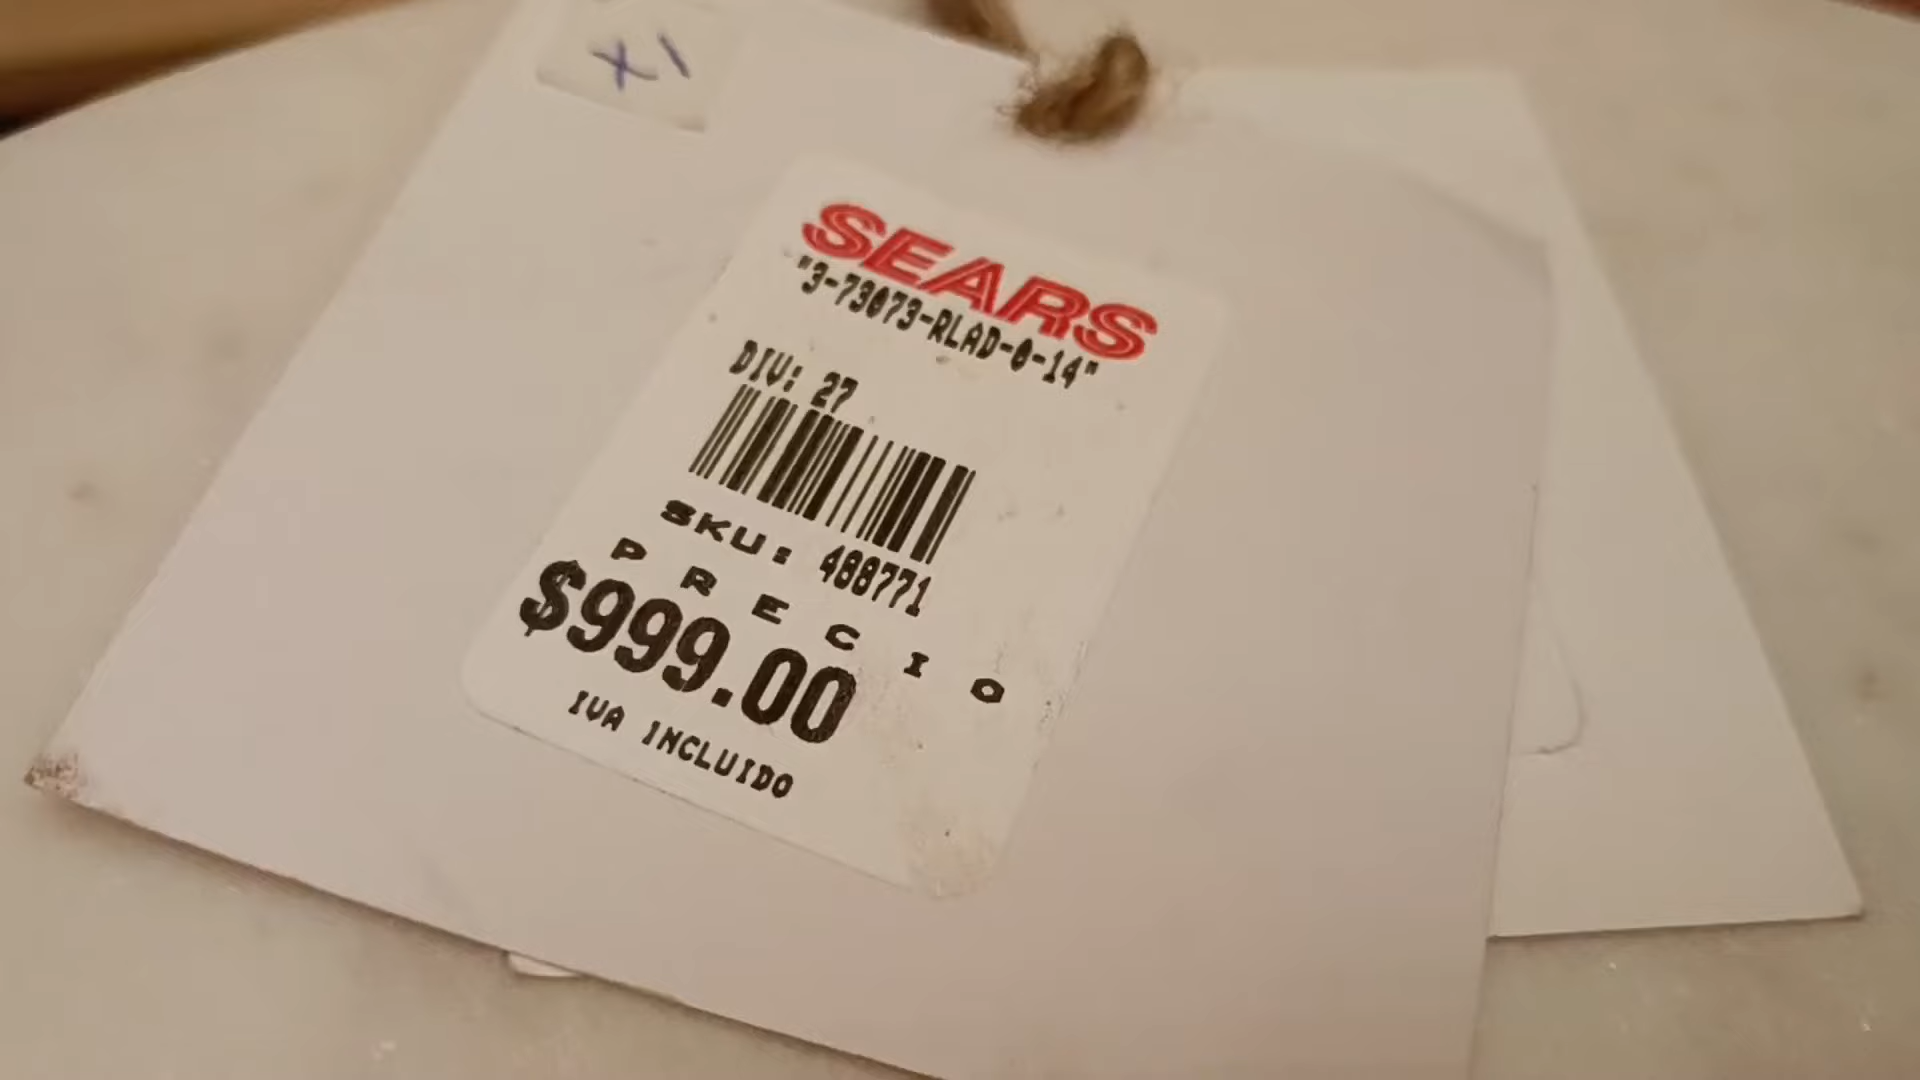 X1
SEARS
"3-73073-RLAD-0-14"
DIV: 27
SKU: 488771
PRECIO
$999.00
IVA INCLUIDO